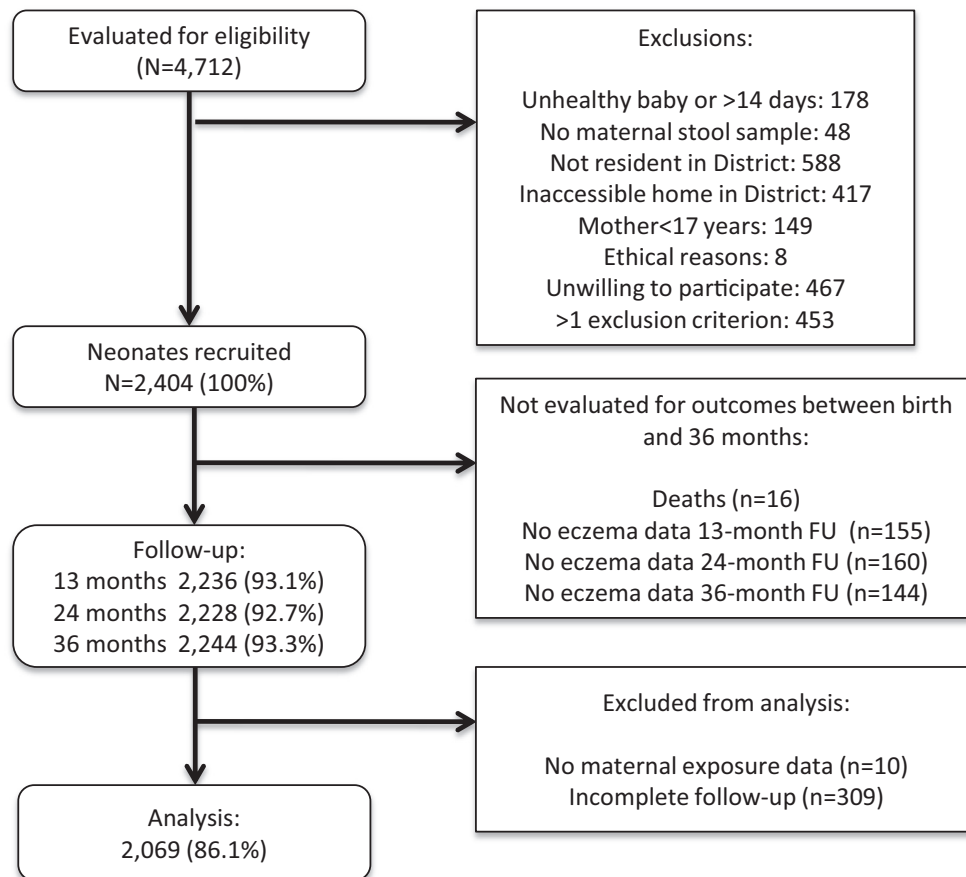 Evaluated for eligibility
(N=4,712)
Exclusions:
Unhealthy baby or >14 days: 178
No maternal stool sample: 48
Not resident in District: 588
Inaccessible home in District: 417
Mother<17 years: 149
Ethical reasons: 8
Unwilling to participate: 467
>1 exclusion criterion: 453
Neonates recruited
N=2,404 (100%)
Not evaluated for outcomes between birth
and 36 months:
Deaths (n=16)
No eczema data 13-month FU (n=155)
No eczema data 24-month FU (n=160)
No eczema data 36-month FU (n=144)
Follow-up:
13 months 2,236 (93.1%)
24 months 2,228 (92.7%)
36 months 2,244 (93.3%)
Excluded from analysis:
No maternal exposure data (n=10)
Incomplete follow-up (n=309)
Analysis:
2,069 (86.1%)